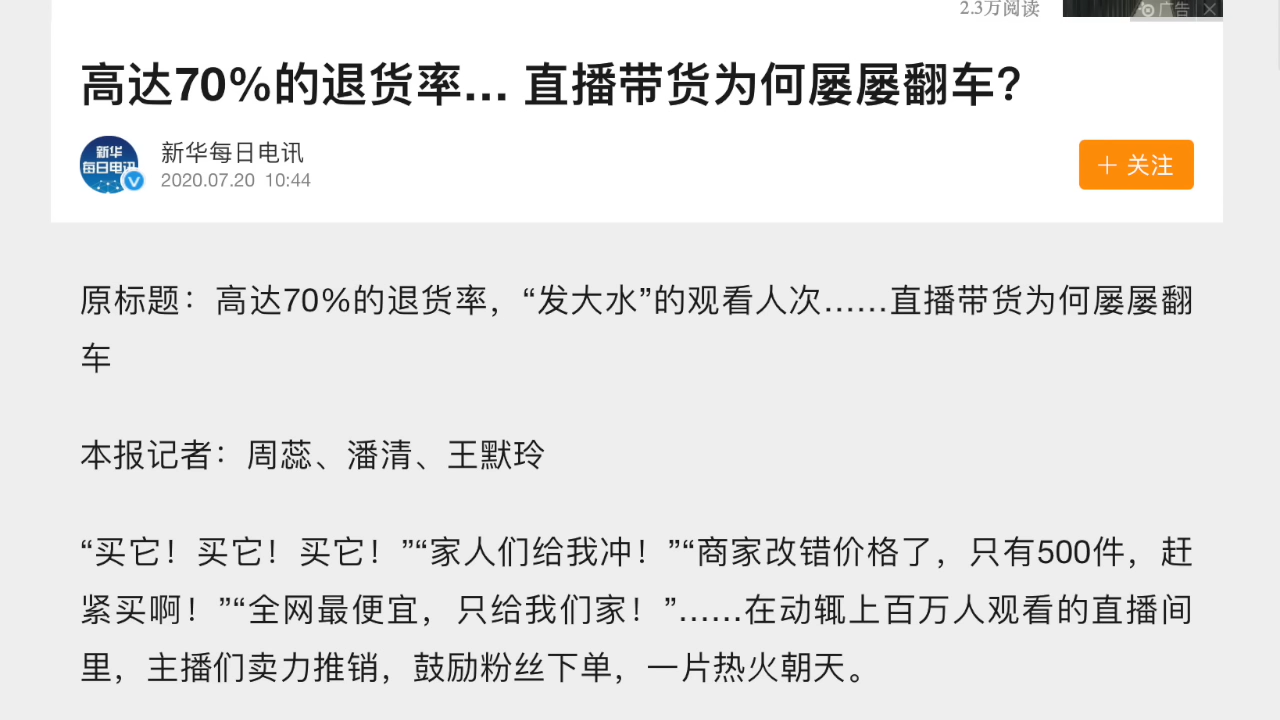 2.3万阅读
广告
高达70%的退货率... 直播带货为何屡屡翻车?
新华
每日电讯
新华每日电讯
2020.07.20 10:44
+ 关注
原标题：高达70%的退货率，“发大水”的观看人次……直播带货为何屡屡翻
车
本报记者：周蕊、潘清、王默玲
“买它！买它！买它！”“家人们给我冲！”“商家改错价格了，只有500件，赶
紧买啊！”“全网最便宜，只给我们家！”……在动辄上百万人观看的直播间
里，主播们卖力推销，鼓励粉丝下单，一片热火朝天。